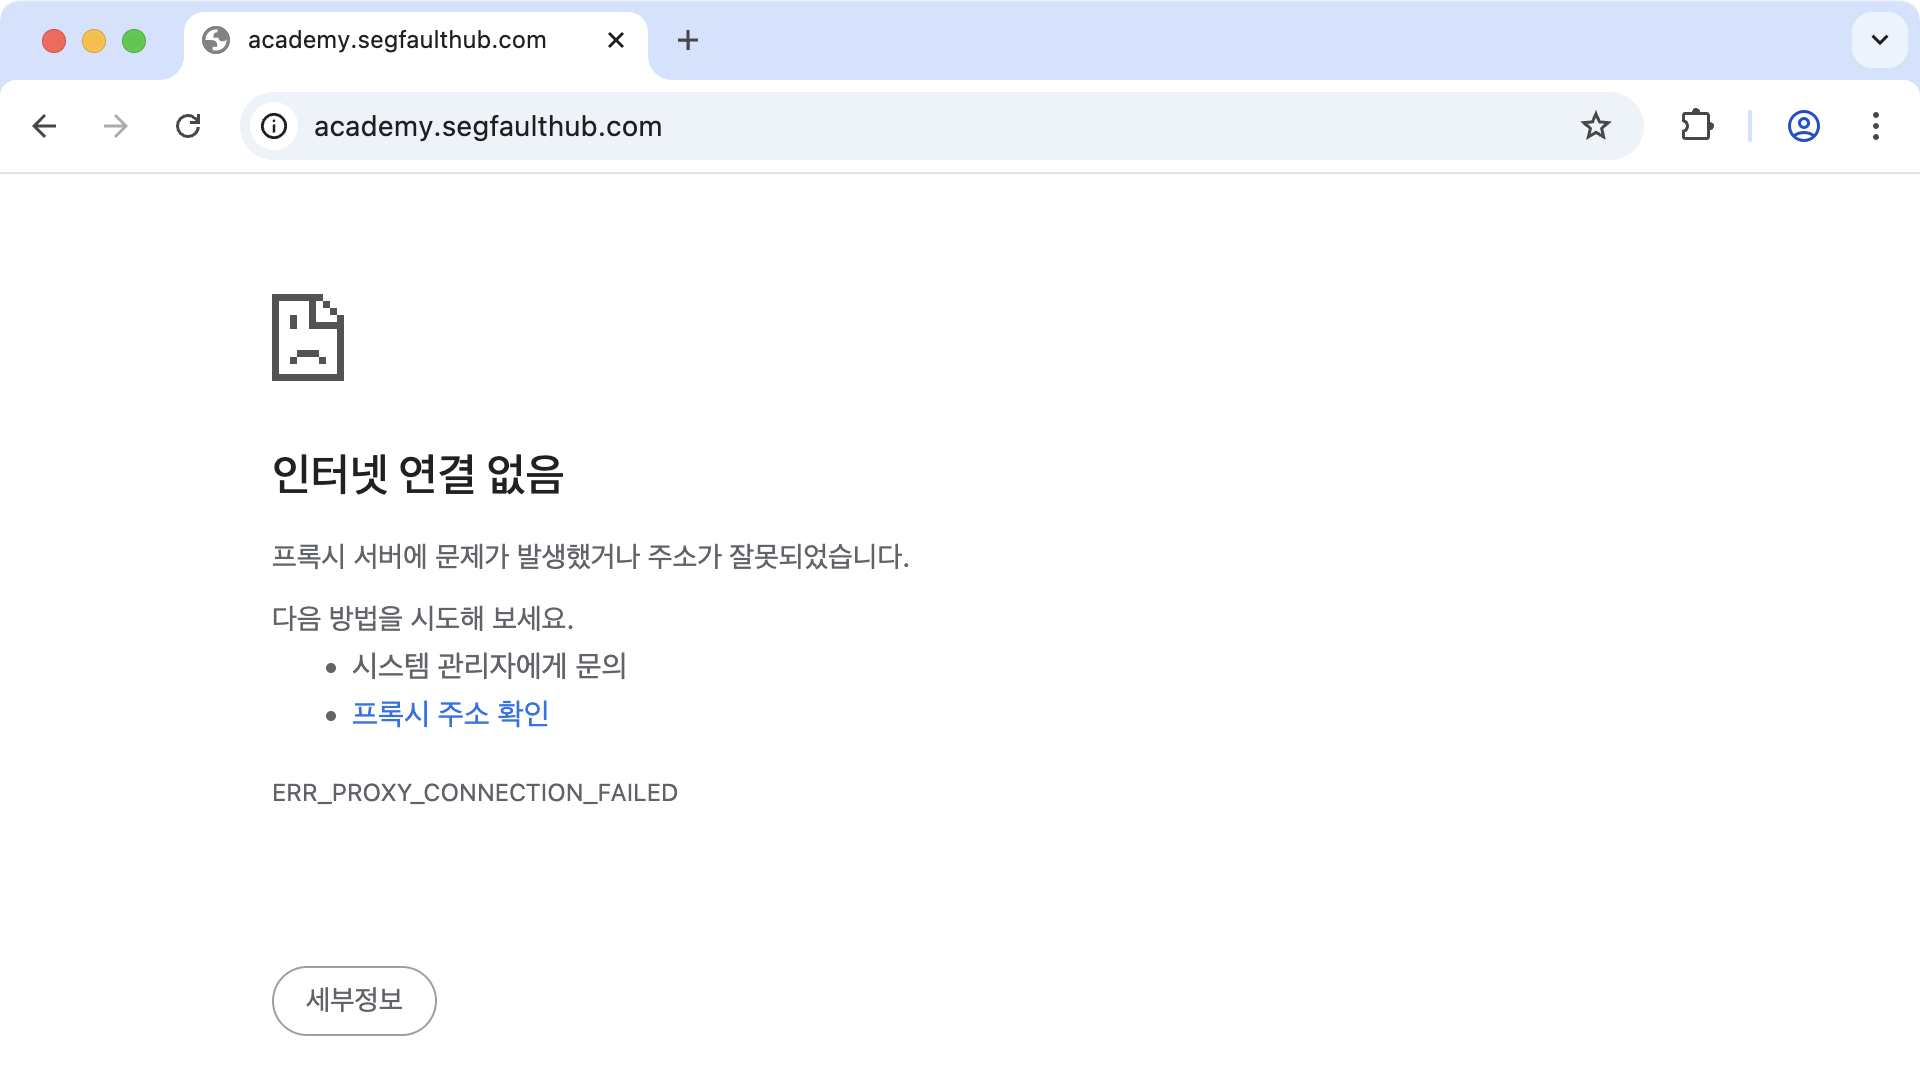 academy.segfaulthub.com
academy.segfaulthub.com
인터넷 연결 없음
프록시 서버에 문제가 발생했거나 주소가 잘못되었습니다.
다음 방법을 시도해 보세요.
시스템 관리자에게 문의
프록시 주소 확인
ERR_PROXY_CONNECTION_FAILED
세부정보